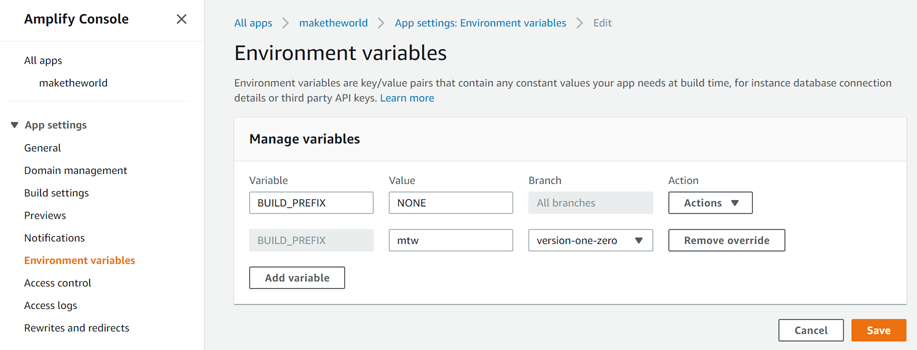 Amplify Console
All apps
maketheworld
App settings
General
Domain management
Build settings
Previews
Notifications
Environment variables
Access control
Access logs
Rewrites and redirects
All apps > maketheworld > App settings: Environment variables > Edit
Environment variables
Environment variables are key/value pairs that contain any constant values your app needs at build time, for instance database connection
details or third party API keys. Learn more
Manage variables
Variable Value Branch Action
BUILD_PREFIX NONE All branches Actions
BUILD_PREFIX mtw version-one-zero Remove override
Add variable
Cancel Save